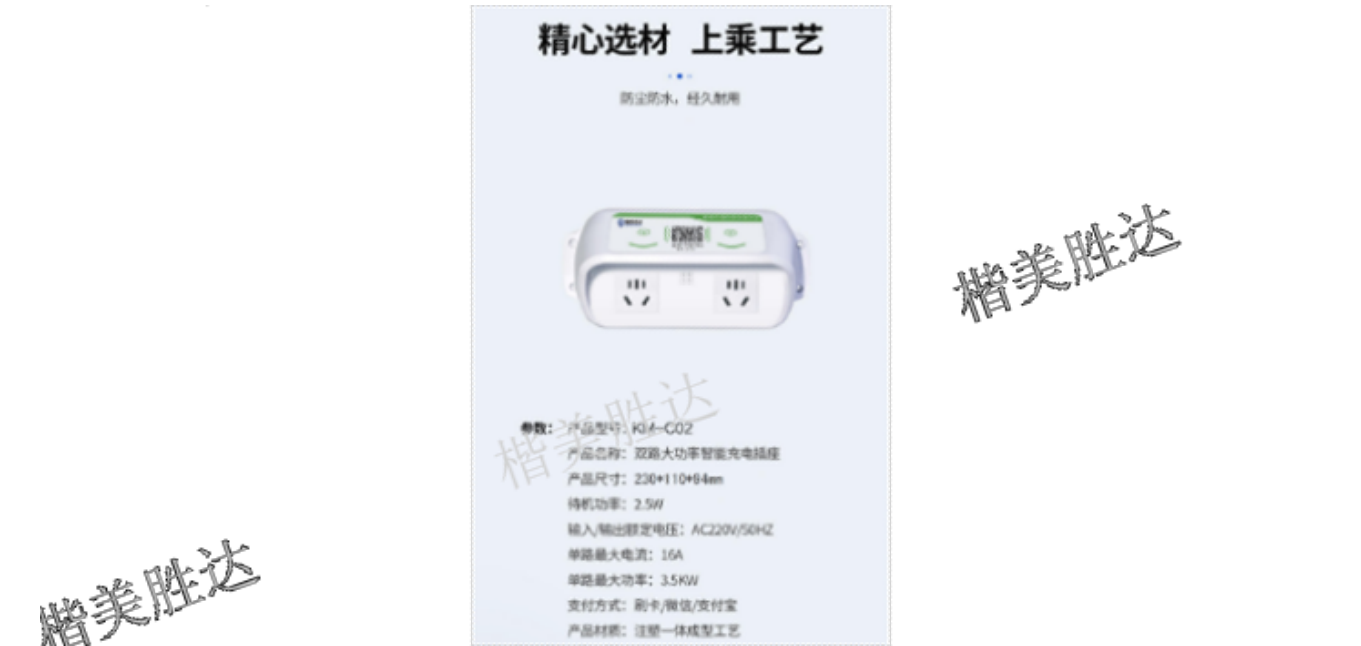 精心选材 上乘工艺
防尘防水，经久耐用
楷美胜达
楷美胜达
参数： 产品型号：KM-C02
产品名称：双路大功率智能充电插座
产品尺寸：230*110*94mm
待机功率：2.5W
输入/输出额定电压：AC220V/50HZ
单路最大电流：16A
单路最大功率：3.5KW
支付方式：刷卡/微信/支付宝
产品材质：注塑一体成型工艺
楷美胜达